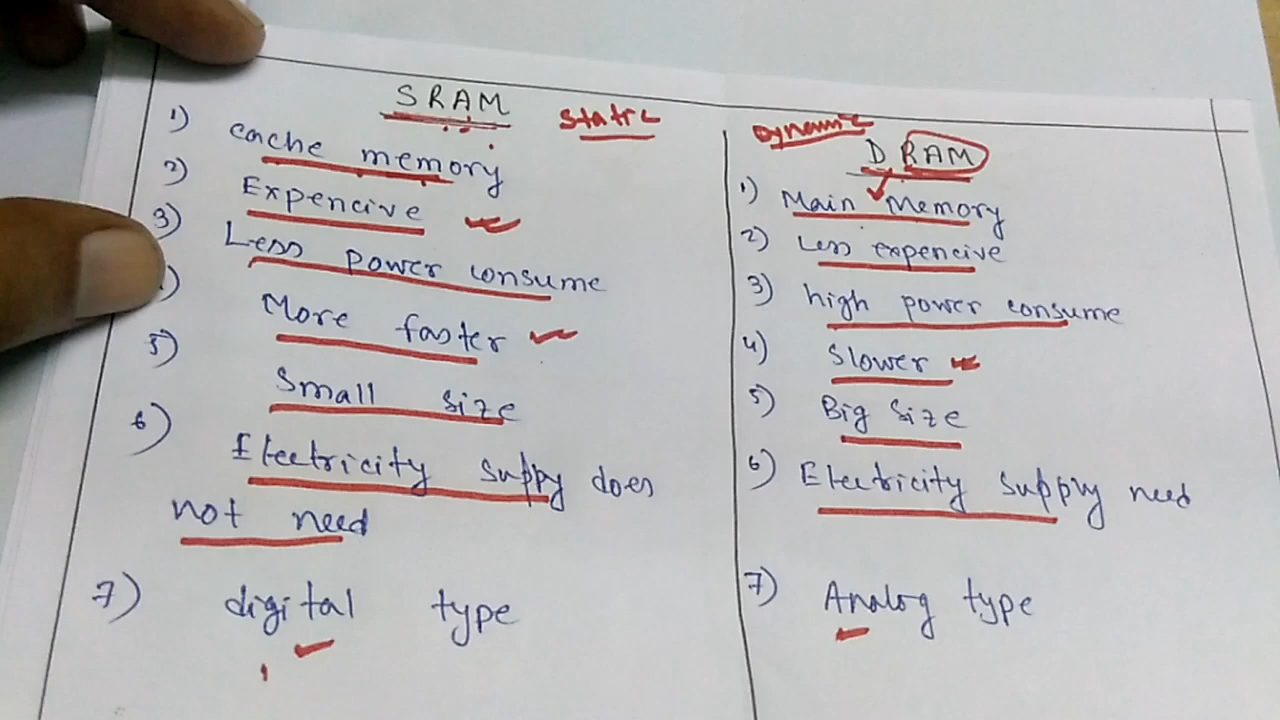 SRAM static
1) cache memory
2) Expencive
3) Less power consume
) More faster
5) Small size
6) Electricity supply does
not need
7) digital type
Dynamic
DRAM
1) Main Memory
2) Less expencive
3) high power consume
4) Slower
5) Big size
6) Electricity supply need
7) Analog type